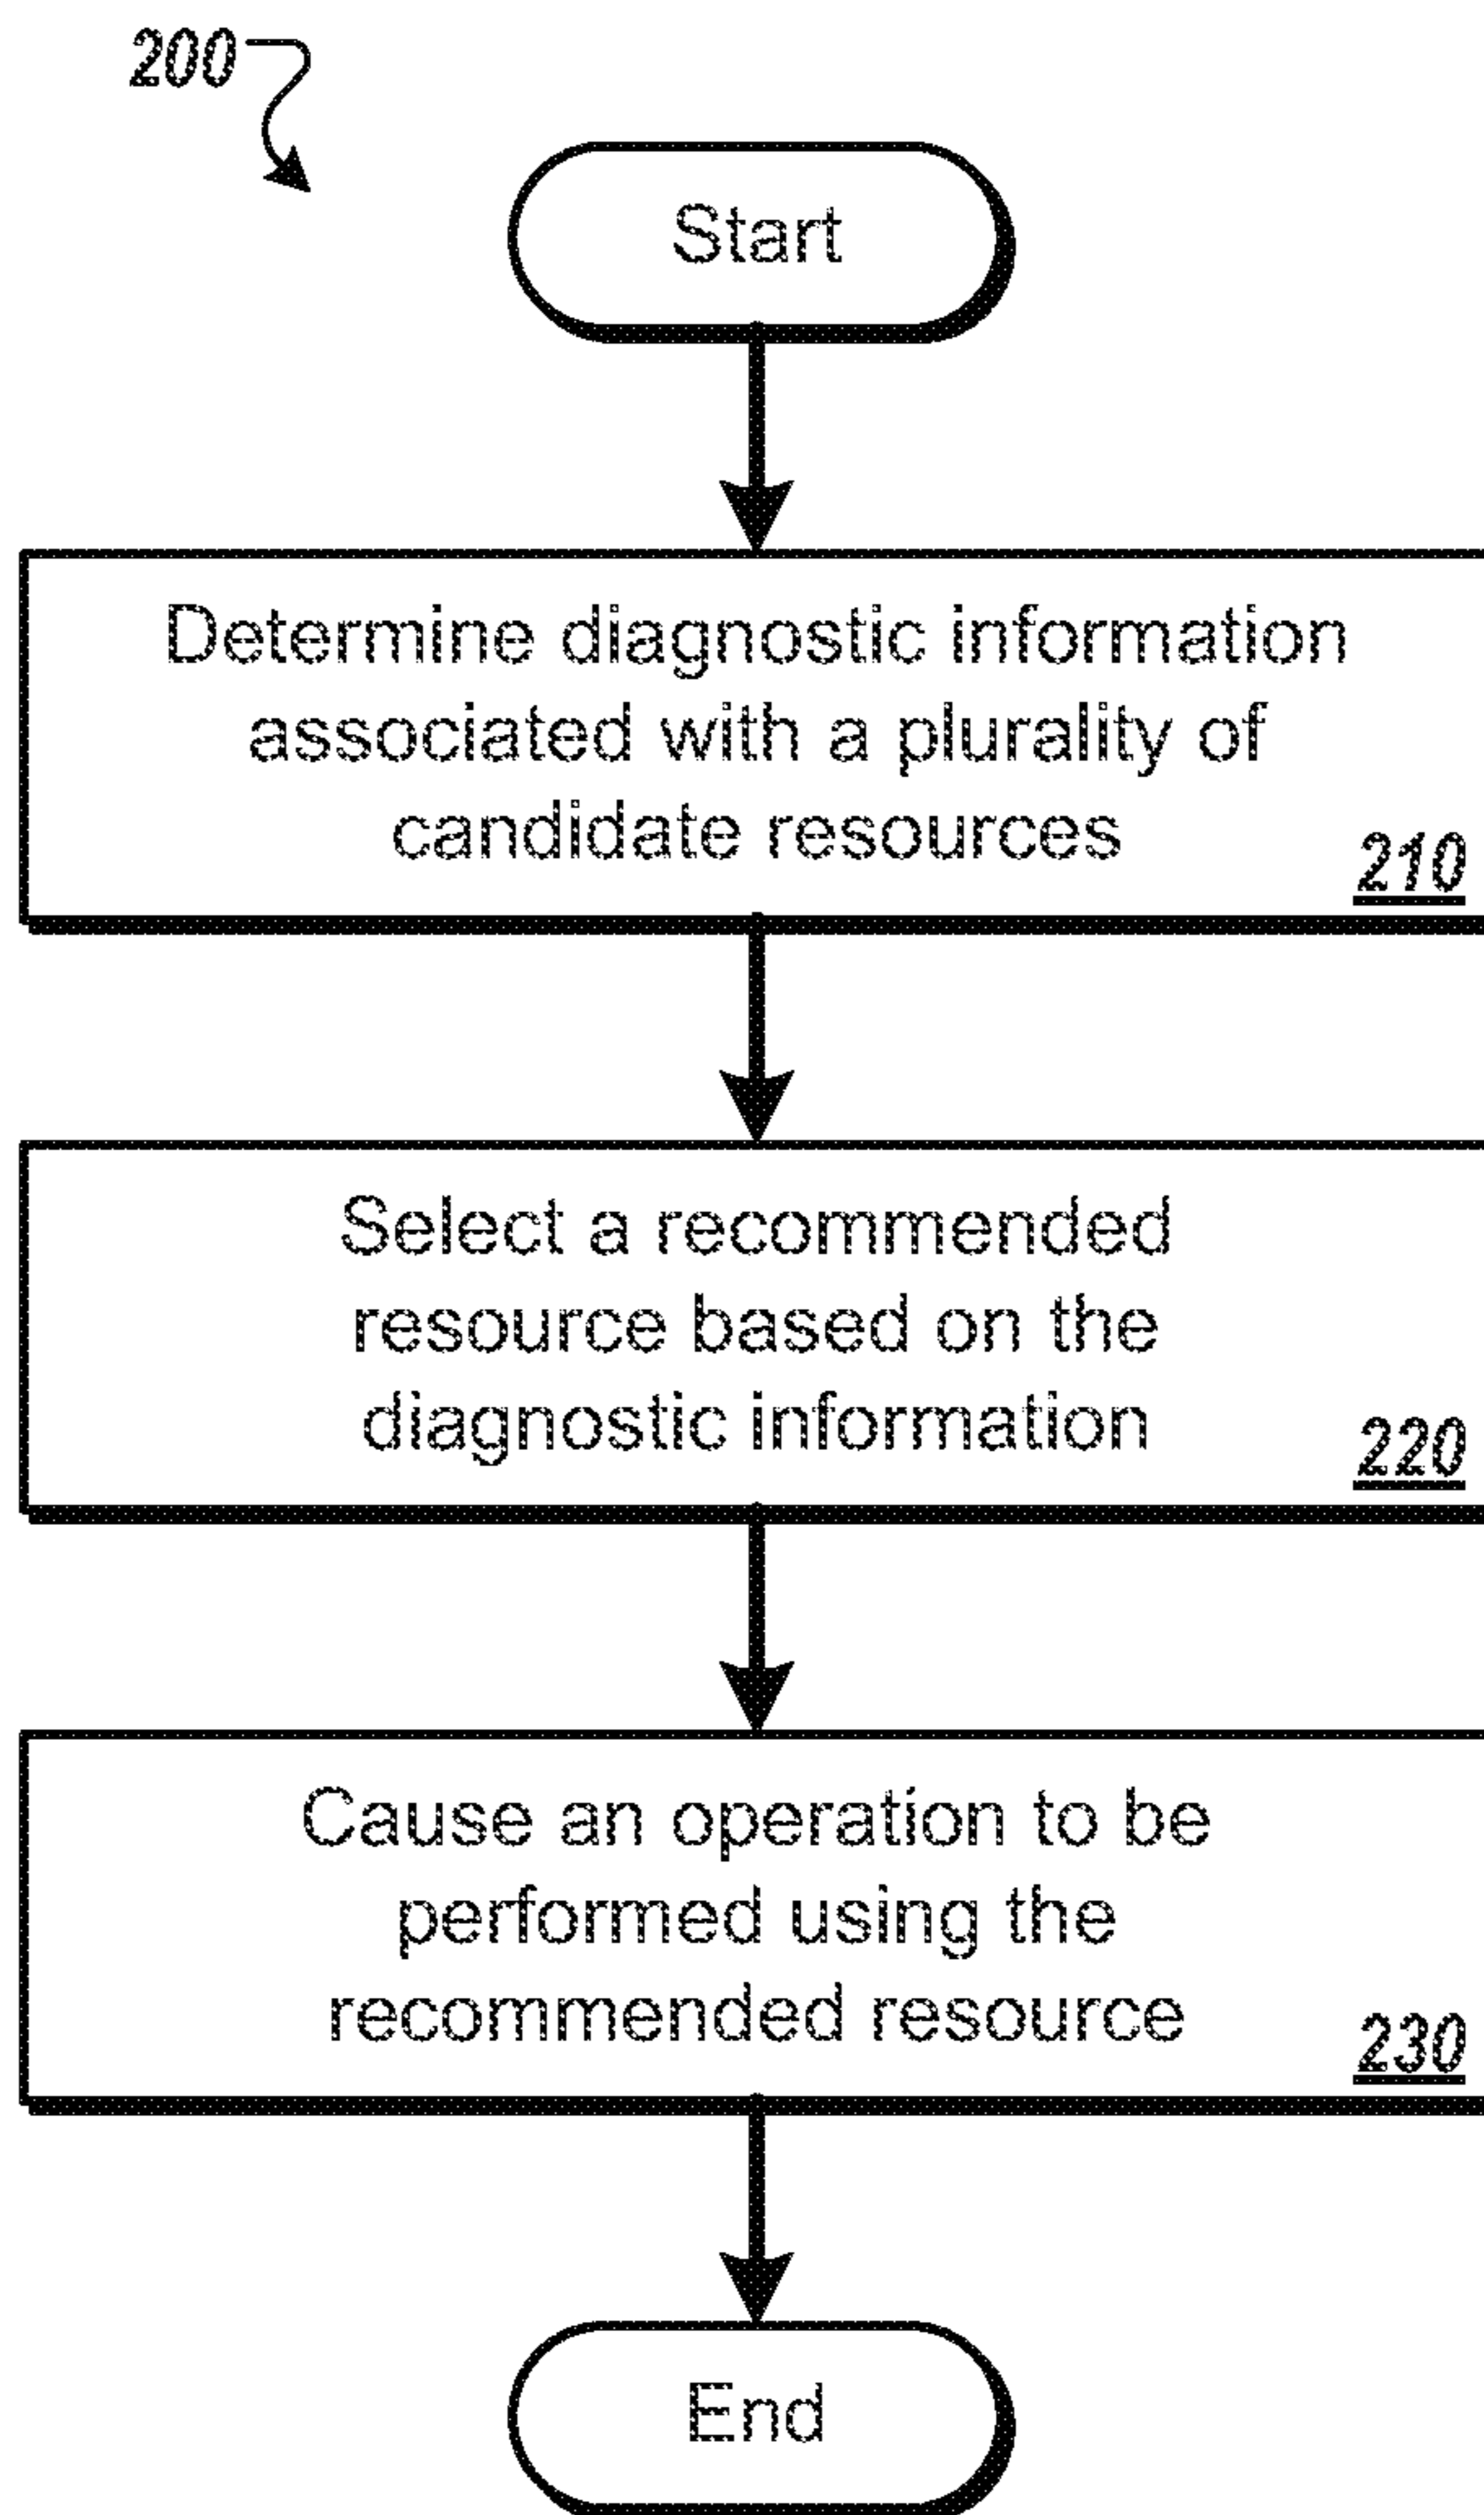 200
Start
Determine diagnostic information
associated with a plurality of
candidate resources
210
Select a recommended
resource based on the
diagnostic information
220
Cause an operation to be
performed using the
recommended resource
230
End